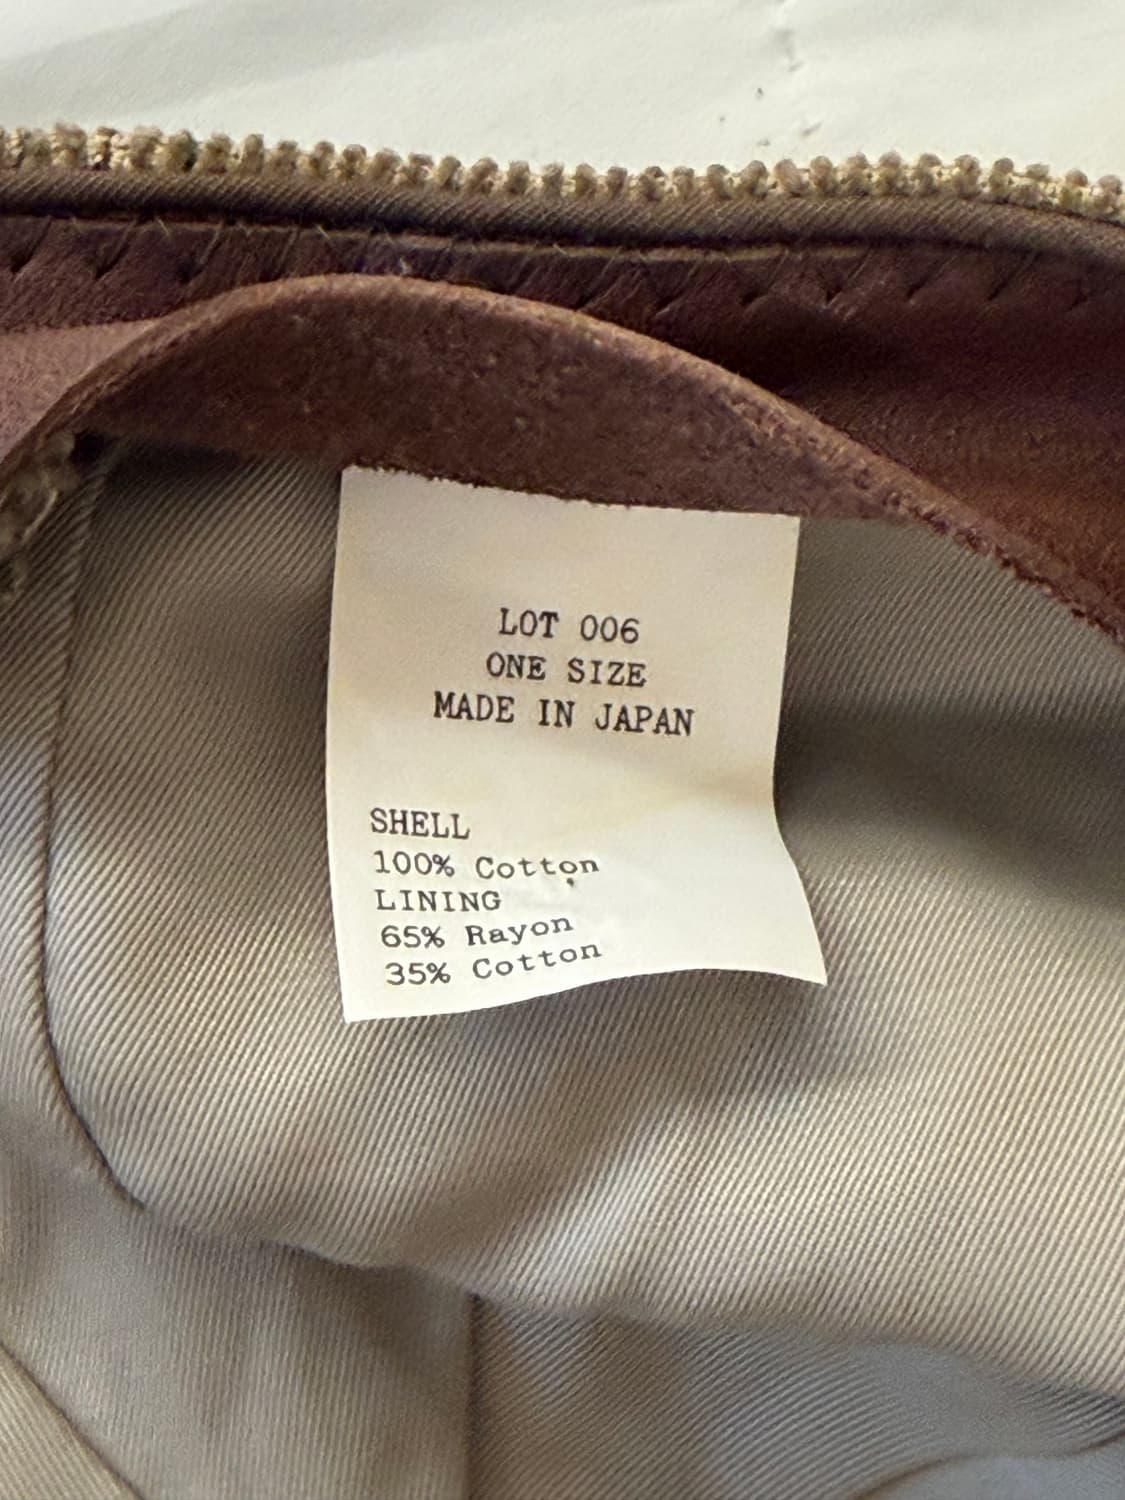 LOT 006
ONE SIZE
MADE IN JAPAN
SHELL
100% Cotton
LINING
65% Rayon
35% Cotton